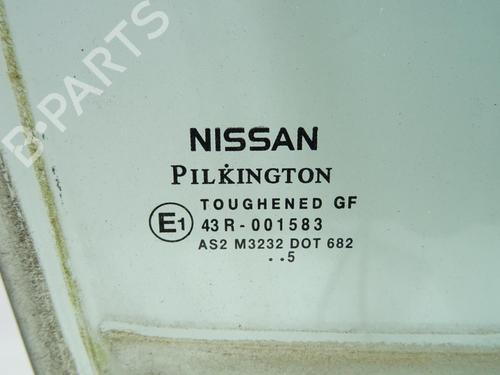 B-PARTS
NISSAN
PILKINGTON
TOUGHENED GF
E1 43R-001583
AS2 M3232 DOT 682
..5